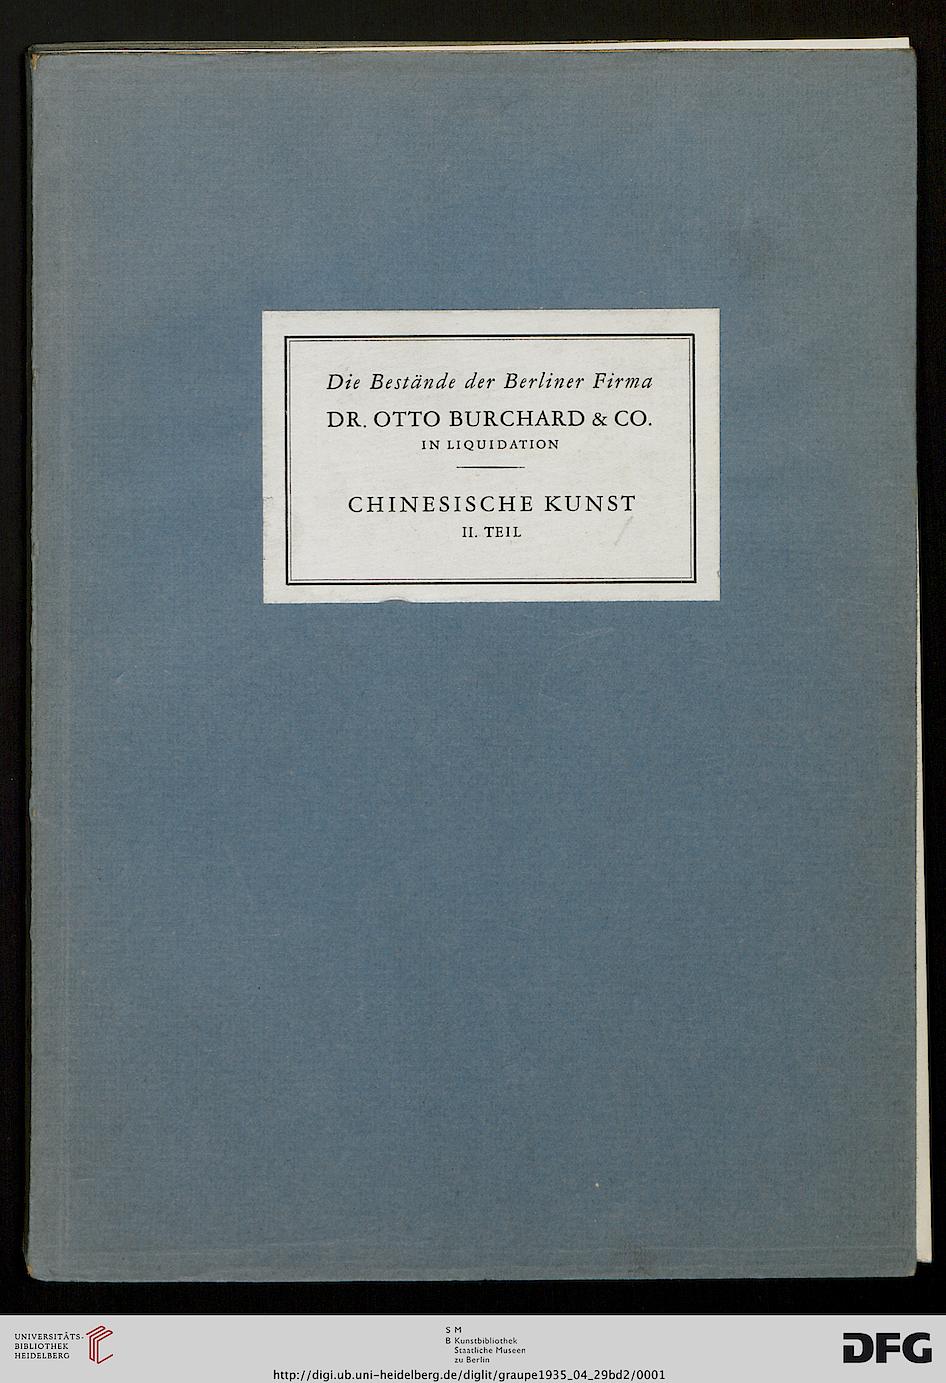 Die Bestände der Berliner Firma
DR. OTTO BURCHARD & CO.
IN LIQUIDATION
CHINESISCHE KUNST
II. TEIL
UNIVERSITÄTS-
BIBLIOTHEK
HEIDELBERG
S M
B Kunstbibliothek
Staatliche Museen
zu Berlin
DFG
http://digi.ub.uni-heidelberg.de/diglit/graupe1935_04_29bd2/0001